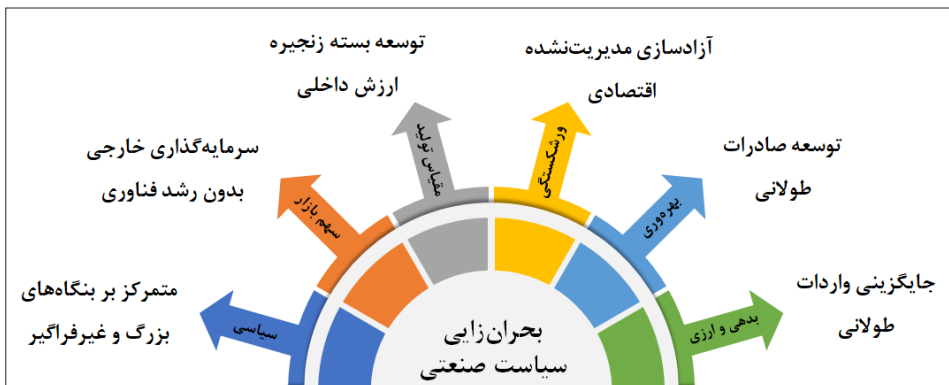 آزادسازی مدیریت‌نشده
اقتصادی
توسعه بسته زنجیره
ارزش داخلی
ورشکستگی
مقیاس تولید
توسعه صادرات
طولانی
سرمایه‌گذاری خارجی
بدون رشد فناوری
بهره‌وری
سهم بازار
جایگزینی واردات
طولانی
متمرکز بر بنگاه‌های
بزرگ و غیرفراگیر
بدهی و ارزی
سیاسی
بحران‌زایی
سیاست صنعتی